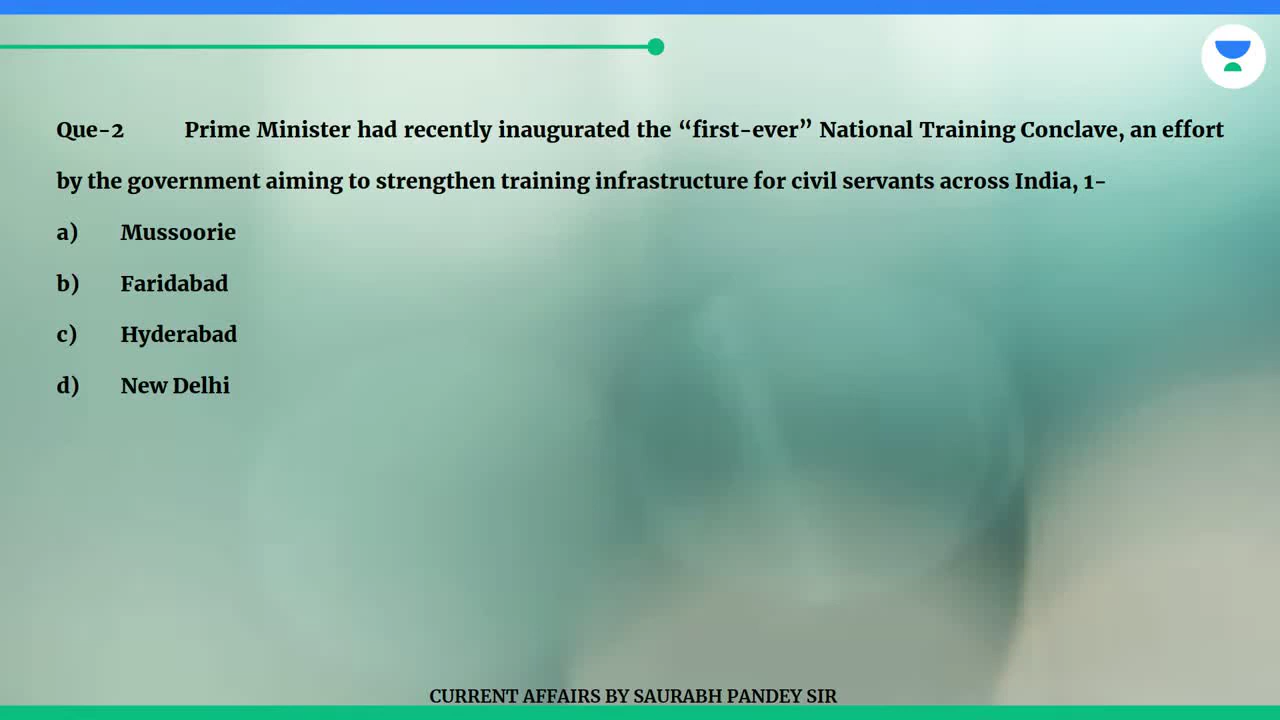 Que-2 Prime Minister had recently inaugurated the “first-ever” National Training Conclave, an effort
by the government aiming to strengthen training infrastructure for civil servants across India, 1-
a) Mussoorie
b) Faridabad
c) Hyderabad
d) New Delhi
CURRENT AFFAIRS BY SAURABH PANDEY SIR